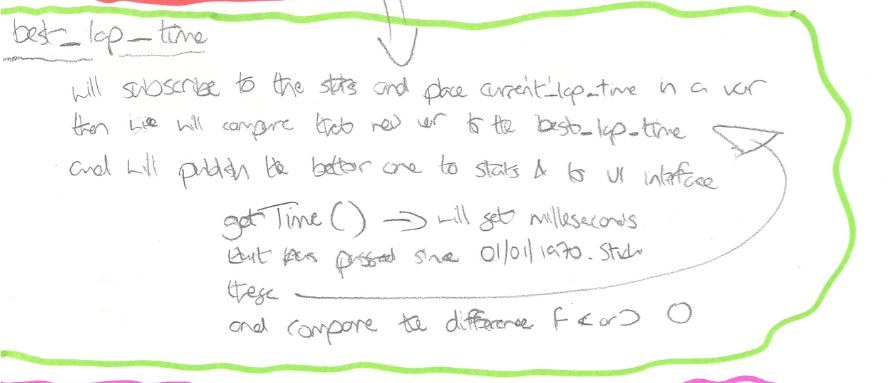 best_lap_time
will subscribe to the stats and place current_lap_time in a var
then we will compare that new var to the best_lap_time
and will publish the better one to stats & to UI interface
getTime() → will get milleseconds
that has passed since 01/01/1970. Stick
these
and compare the difference if < or > 0